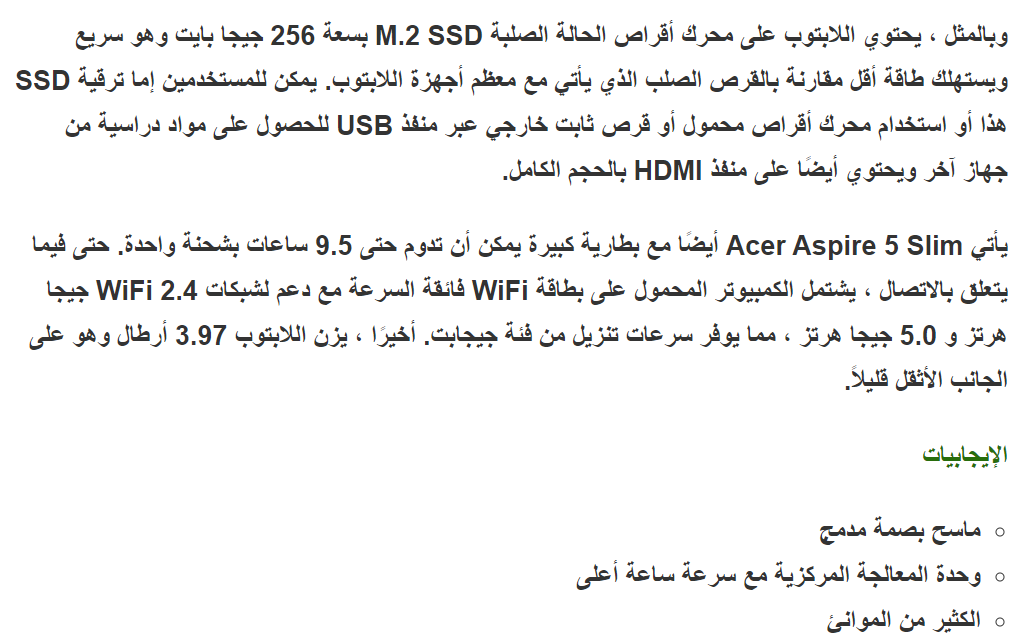 وبالمثل ، يحتوي اللابتوب على محرك أقراص الحالة الصلبة M.2 SSD بسعة 256 جيجا بايت وهو سريع
ويستهلك طاقة أقل مقارنة بالقرص الصلب الذي يأتي مع معظم أجهزة اللابتوب. يمكن للمستخدمين إما ترقية SSD
هذا أو استخدام محرك أقراص محمول أو قرص ثابت خارجي عبر منفذ USB للحصول على مواد دراسية من
جهاز آخر ويحتوي أيضًا على منفذ HDMI بالحجم الكامل.
يأتي Acer Aspire 5 Slim أيضًا مع بطارية كبيرة يمكن أن تدوم حتى 9.5 ساعات بشحنة واحدة. حتى فيما
يتعلق بالاتصال ، يشتمل الكمبيوتر المحمول على بطاقة WiFi فائقة السرعة مع دعم لشبكات WiFi 2.4 جيجا
هرتز و 5.0 جيجا هرتز ، مما يوفر سرعات تنزيل من فئة جيجابت. أخيرًا ، يزن اللابتوب 3.97 أرطال وهو على
الجانب الأثقل قليلاً.
الإيجابيات
○ ماسح بصمة مدمج
○ وحدة المعالجة المركزية مع سرعة ساعة أعلى
○ الكثير من الموانئ